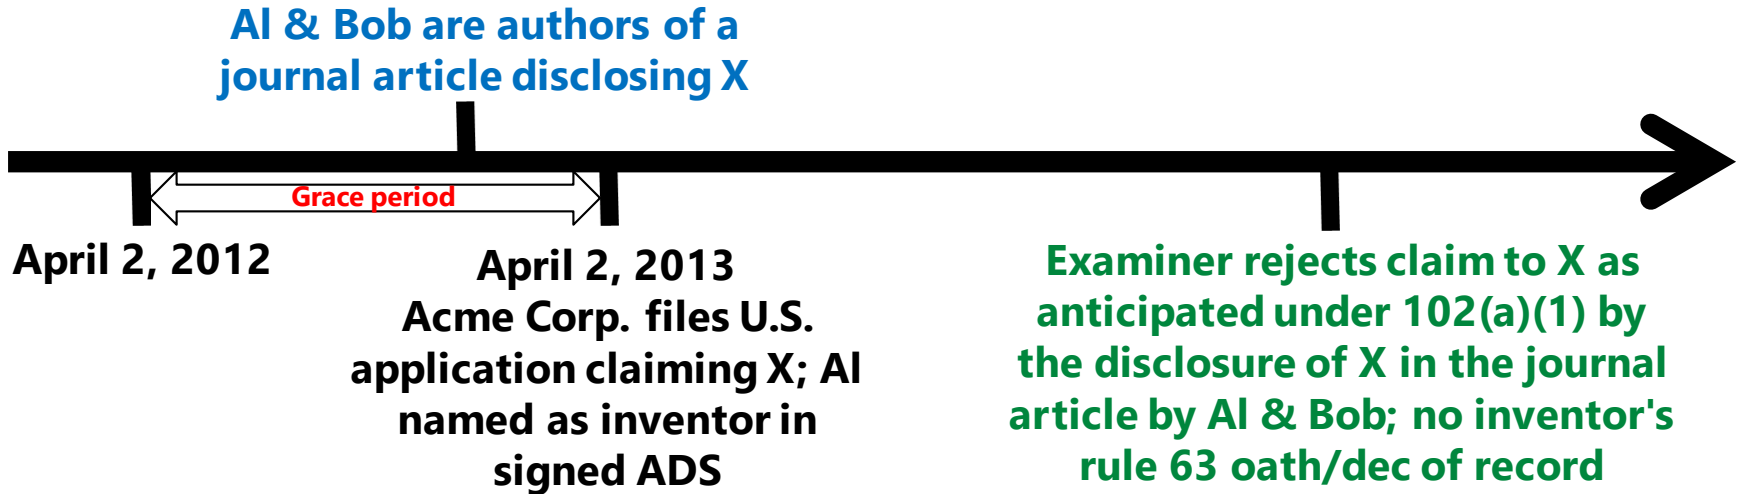 Al & Bob are authors of a
journal article disclosing X
Grace period
April 2, 2012
April 2, 2013
Acme Corp. files U.S.
application claiming X; Al
named as inventor in
signed ADS
Examiner rejects claim to X as
anticipated under 102(a)(1) by
the disclosure of X in the journal
article by Al & Bob; no inventor's
rule 63 oath/dec of record